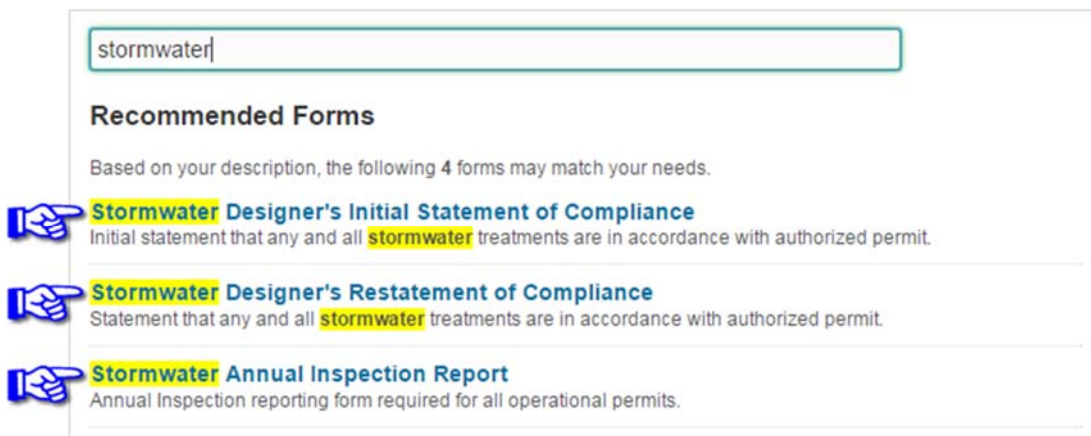 stormwater
Recommended Forms
Based on your description, the following 4 forms may match your needs.
Stormwater Designer's Initial Statement of Compliance
Initial statement that any and all stormwater treatments are in accordance with authorized permit.
Stormwater Designer's Restatement of Compliance
Statement that any and all stormwater treatments are in accordance with authorized permit.
Stormwater Annual Inspection Report
Annual Inspection reporting form required for all operational permits.